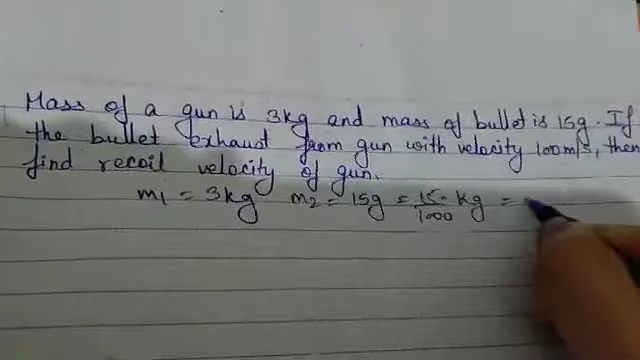 Mass of a gun is 3kg and mass of bullet is 15g. If
the bullet exhaust from gun with velocity 100m/s, then
find recoil velocity of gun.
m1 = 3kg m2 = 15g = 15/1000 kg =